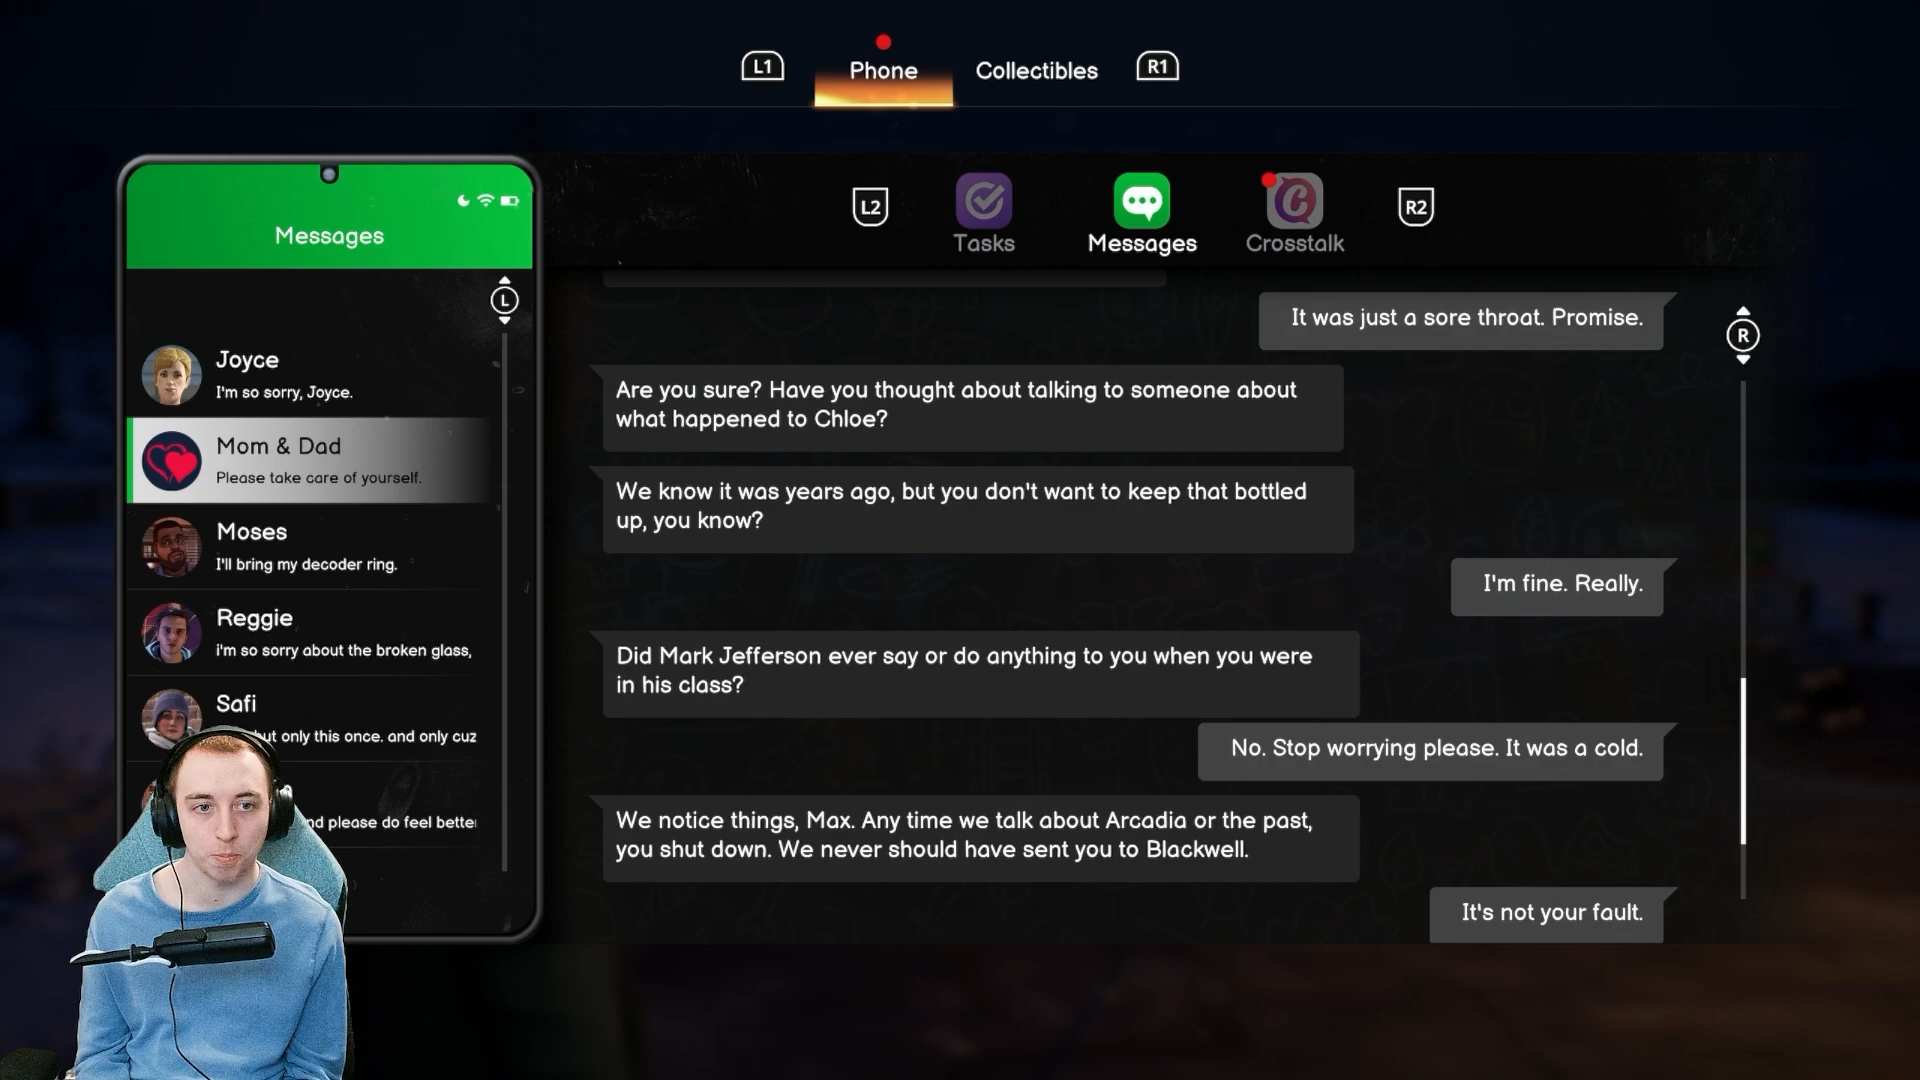 L1
Phone
Collectibles
R1
Messages
L2
Tasks
Messages
Crosstalk
R2
L
Joyce
I'm so sorry, Joyce.
Mom & Dad
Please take care of yourself.
Moses
I'll bring my decoder ring.
Reggie
i'm so sorry about the broken glass,
Safi
but only this once. and only cuz
and please do feel better
It was just a sore throat. Promise.
R
Are you sure? Have you thought about talking to someone about
what happened to Chloe?
We know it was years ago, but you don't want to keep that bottled
up, you know?
I'm fine. Really.
Did Mark Jefferson ever say or do anything to you when you were
in his class?
No. Stop worrying please. It was a cold.
We notice things, Max. Any time we talk about Arcadia or the past,
you shut down. We never should have sent you to Blackwell.
It's not your fault.